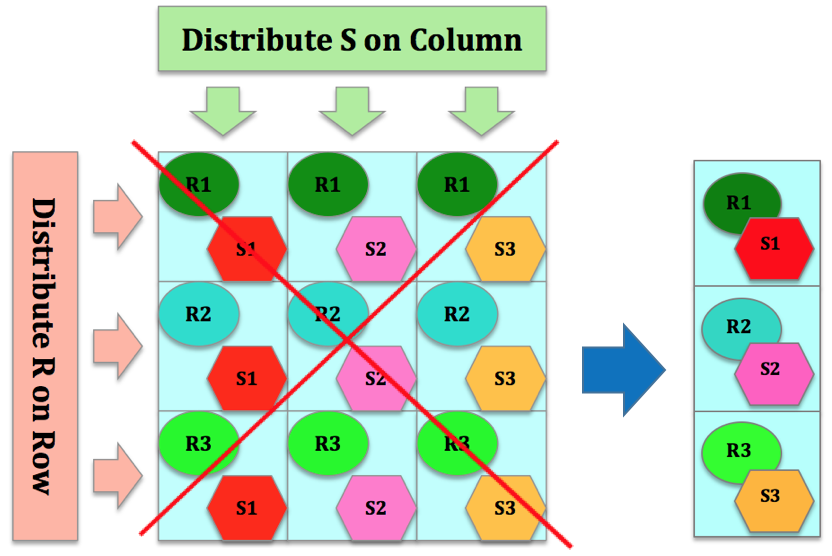 Distribute S on Column
Distribute R on Row
R1 R1 R1
S1 S2 S3
R2 R2 R2
S1 S2 S3
R3 R3 R3
S1 S2 S3
R1
S1
R2
S2
R3
S3